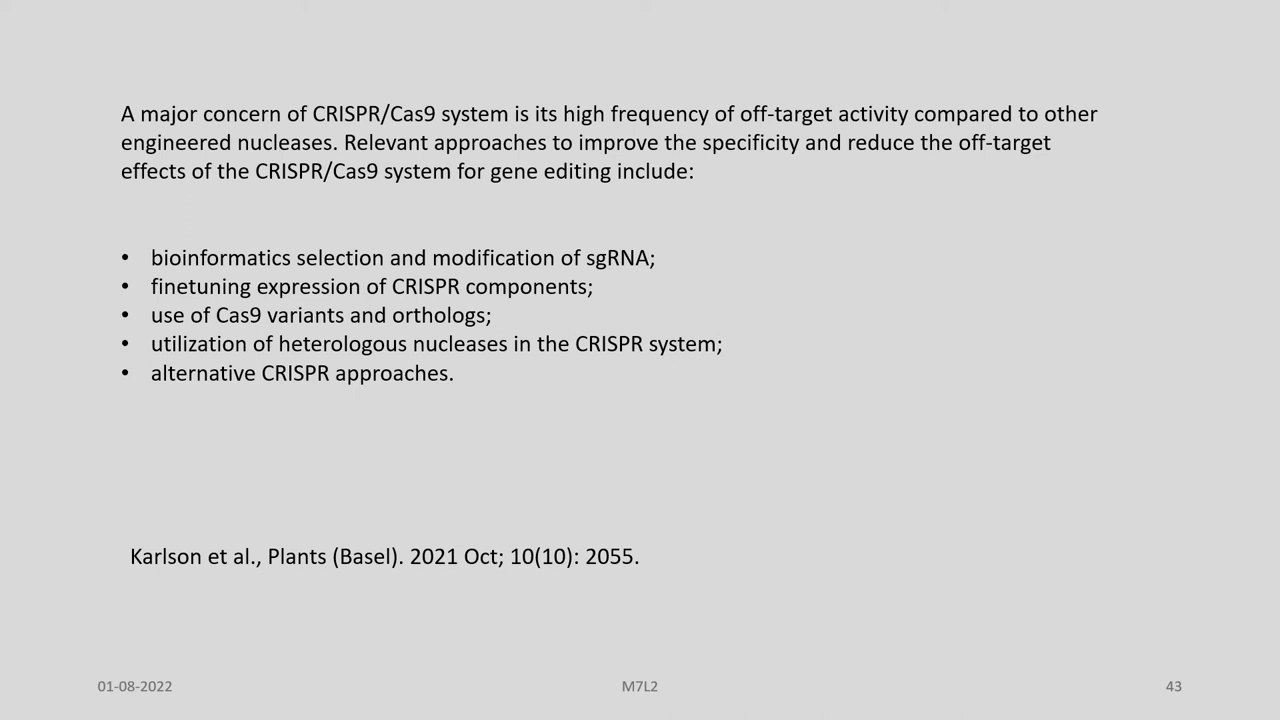 A major concern of CRISPR/Cas9 system is its high frequency of off-target activity compared to other
engineered nucleases. Relevant approaches to improve the specificity and reduce the off-target
effects of the CRISPR/Cas9 system for gene editing include:
• bioinformatics selection and modification of sgRNA;
• finetuning expression of CRISPR components;
• use of Cas9 variants and orthologs;
• utilization of heterologous nucleases in the CRISPR system;
• alternative CRISPR approaches.
Karlson et al., Plants (Basel). 2021 Oct; 10(10): 2055.
01-08-2022
M7L2
43